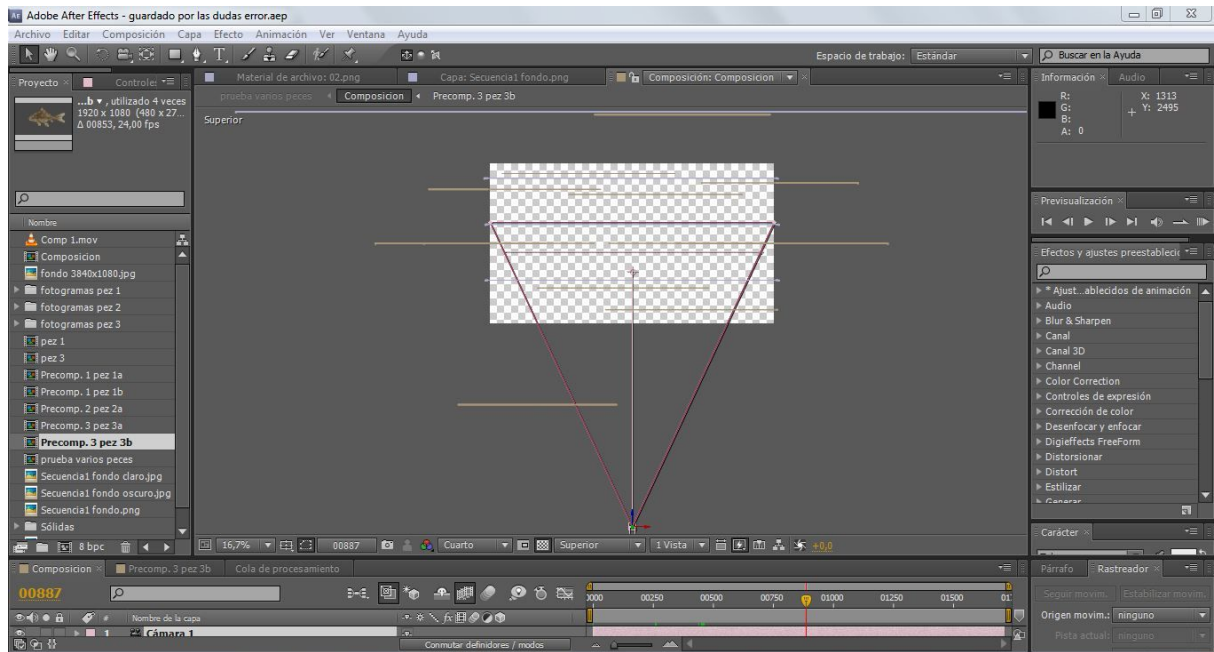 Adobe After Effects - guardado por las dudas error.aep
Archivo Editar Composición Capa Efecto Animación Ver Ventana Ayuda
Espacio de trabajo: Estándar
Buscar en la Ayuda
Proyecto
Controle:
...b ▾ , utilizado 4 veces
1920 x 1080 (480 x 27...
Δ 00853, 24,00 fps
Nombre
Comp 1.mov
Composicion
fondo 3840x1080.jpg
fotogramas pez 1
fotogramas pez 2
fotogramas pez 3
pez 1
pez 3
Precomp. 1 pez 1a
Precomp. 1 pez 1b
Precomp. 2 pez 2a
Precomp. 3 pez 3a
Precomp. 3 pez 3b
prueba varios peces
Secuencia1 fondo claro.jpg
Secuencia1 fondo oscuro.jpg
Secuencia1 fondo.png
Sólidas
8 bpc
Material de archivo: 02.png
Capa: Secuencia1 fondo.png
Composición: Composicion
prueba varios peces
Composicion
Precomp. 3 pez 3b
Superior
16,7%
00887
Cuarto
Superior
1 Vista
+0,0
Información
Audio
R:
G:
B:
A: 0
X: 1313
Y: 2495
Previsualización
Efectos y ajustes preestableci
* Ajust...ablecidos de animación
Audio
Blur & Sharpen
Canal
Canal 3D
Channel
Color Correction
Controles de expresión
Corrección de color
Desenfocar y enfocar
Digieffects FreeForm
Distorsionar
Distort
Estilizar
Generar
Carácter
Composicion
Precomp. 3 pez 3b
Cola de procesamiento
00887
0000 00250 00500 00750 01000 01250 01500 01
# Nombre de la capa
1 Cámara 1
Conmutar definidores / modos
Párrafo
Rastreador
Seguir movim.
Estabilizar movim.
Origen movim.: ninguno
Pista actual: ninguno